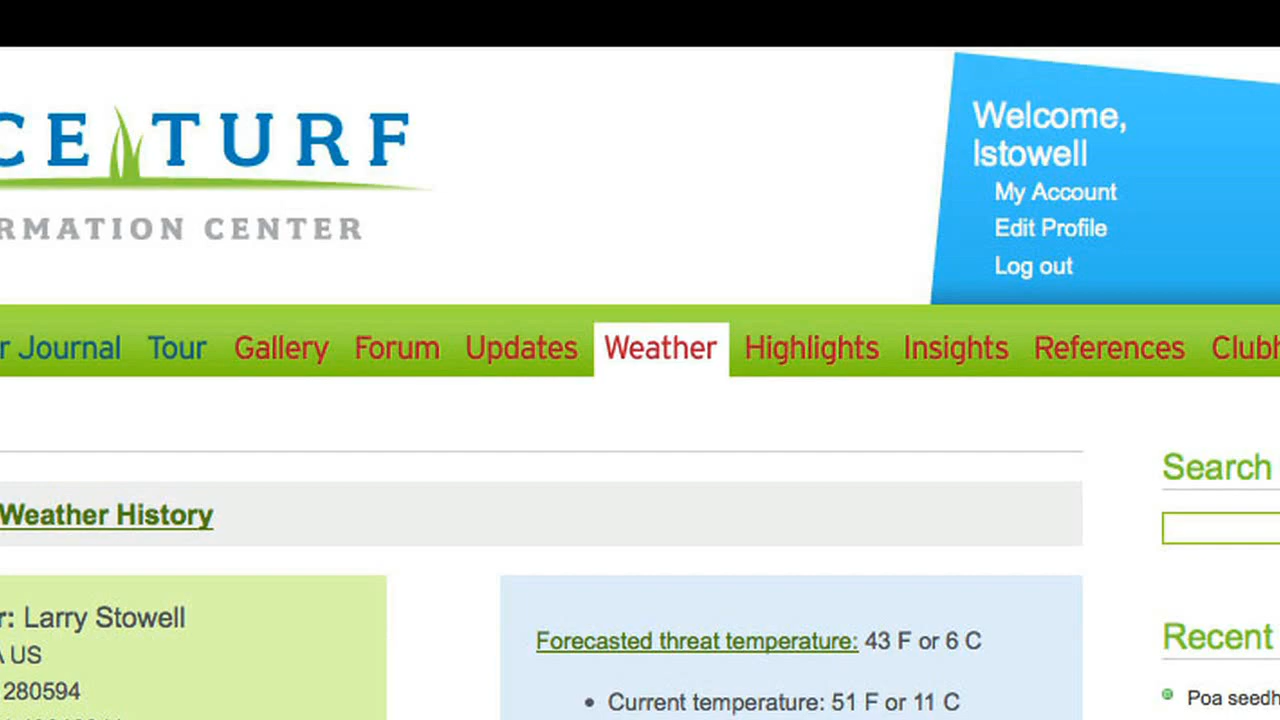 CE TURF
RMATION CENTER
Welcome,
lstowell
My Account
Edit Profile
Log out
r Journal Tour Gallery Forum Updates Weather Highlights Insights References Clubh
Weather History
Search
r: Larry Stowell
A US
280594
Forecasted threat temperature: 43 F or 6 C
• Current temperature: 51 F or 11 C
Recent
Poa seedh